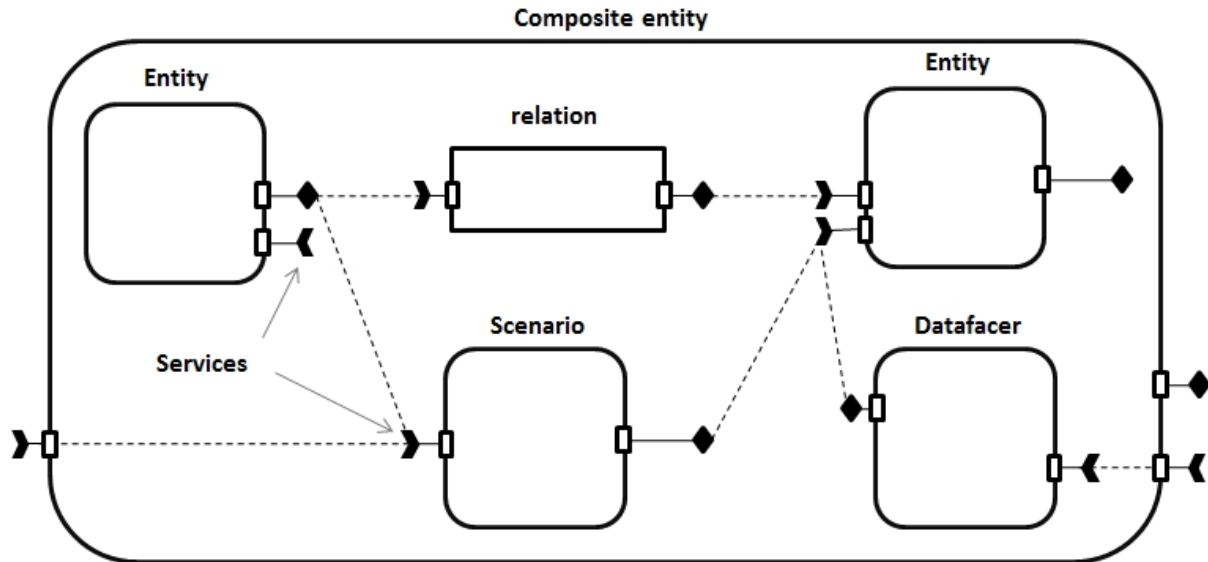 Composite entity
Entity
Entity
relation
Scenario
Datafacer
Services